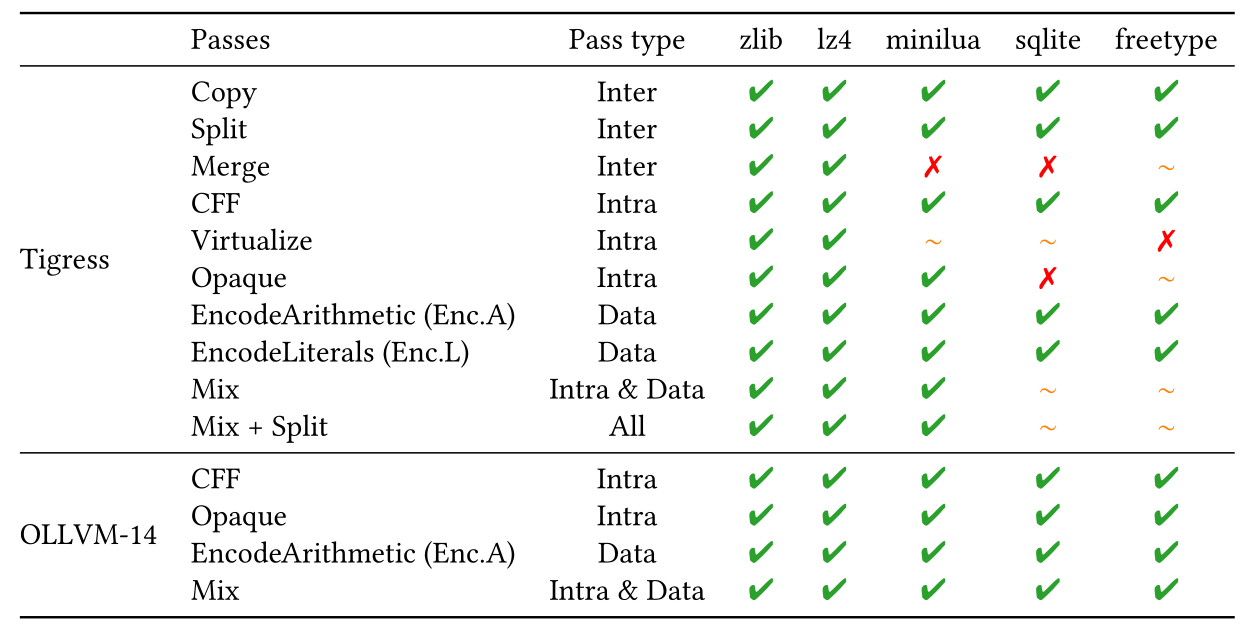 Passes Pass type zlib lz4 minilua sqlite freetype
Copy Inter ✔ ✔ ✔ ✔ ✔
Split Inter ✔ ✔ ✔ ✔ ✔
Merge Inter ✔ ✔ ✗ ✗ ~
CFF Intra ✔ ✔ ✔ ✔ ✔
Virtualize Intra ✔ ✔ ~ ~ ✗
Tigress
Opaque Intra ✔ ✔ ✔ ✗ ~
EncodeArithmetic (Enc.A) Data ✔ ✔ ✔ ✔ ✔
EncodeLiterals (Enc.L) Data ✔ ✔ ✔ ✔ ✔
Mix Intra & Data ✔ ✔ ✔ ~ ~
Mix + Split All ✔ ✔ ✔ ~ ~
CFF Intra ✔ ✔ ✔ ✔ ✔
Opaque Intra ✔ ✔ ✔ ✔ ✔
OLLVM-14
EncodeArithmetic (Enc.A) Data ✔ ✔ ✔ ✔ ✔
Mix Intra & Data ✔ ✔ ✔ ✔ ✔